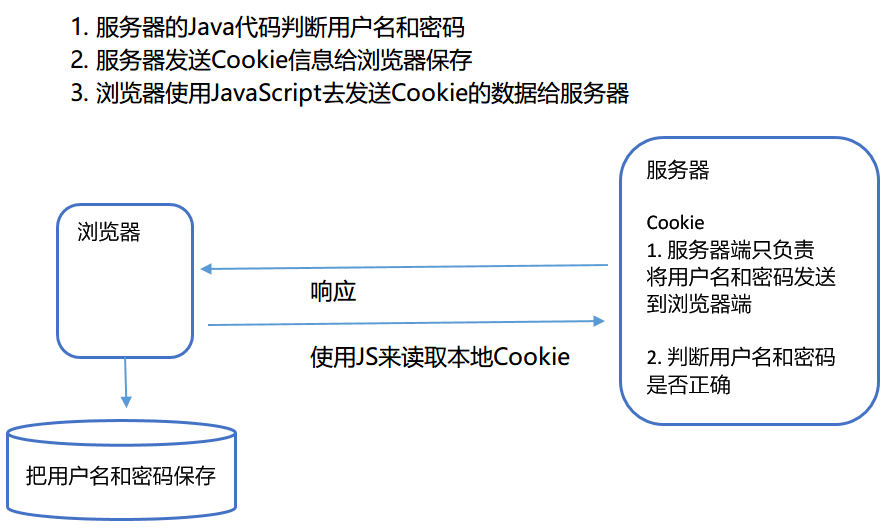 1. 服务器的Java代码判断用户名和密码
2. 服务器发送Cookie信息给浏览器保存
3. 浏览器使用JavaScript去发送Cookie的数据给服务器
浏览器
响应
使用JS来读取本地Cookie
把用户名和密码保存
服务器
Cookie
1. 服务器端只负责
将用户名和密码发送
到浏览器端
2. 判断用户名和密码
是否正确